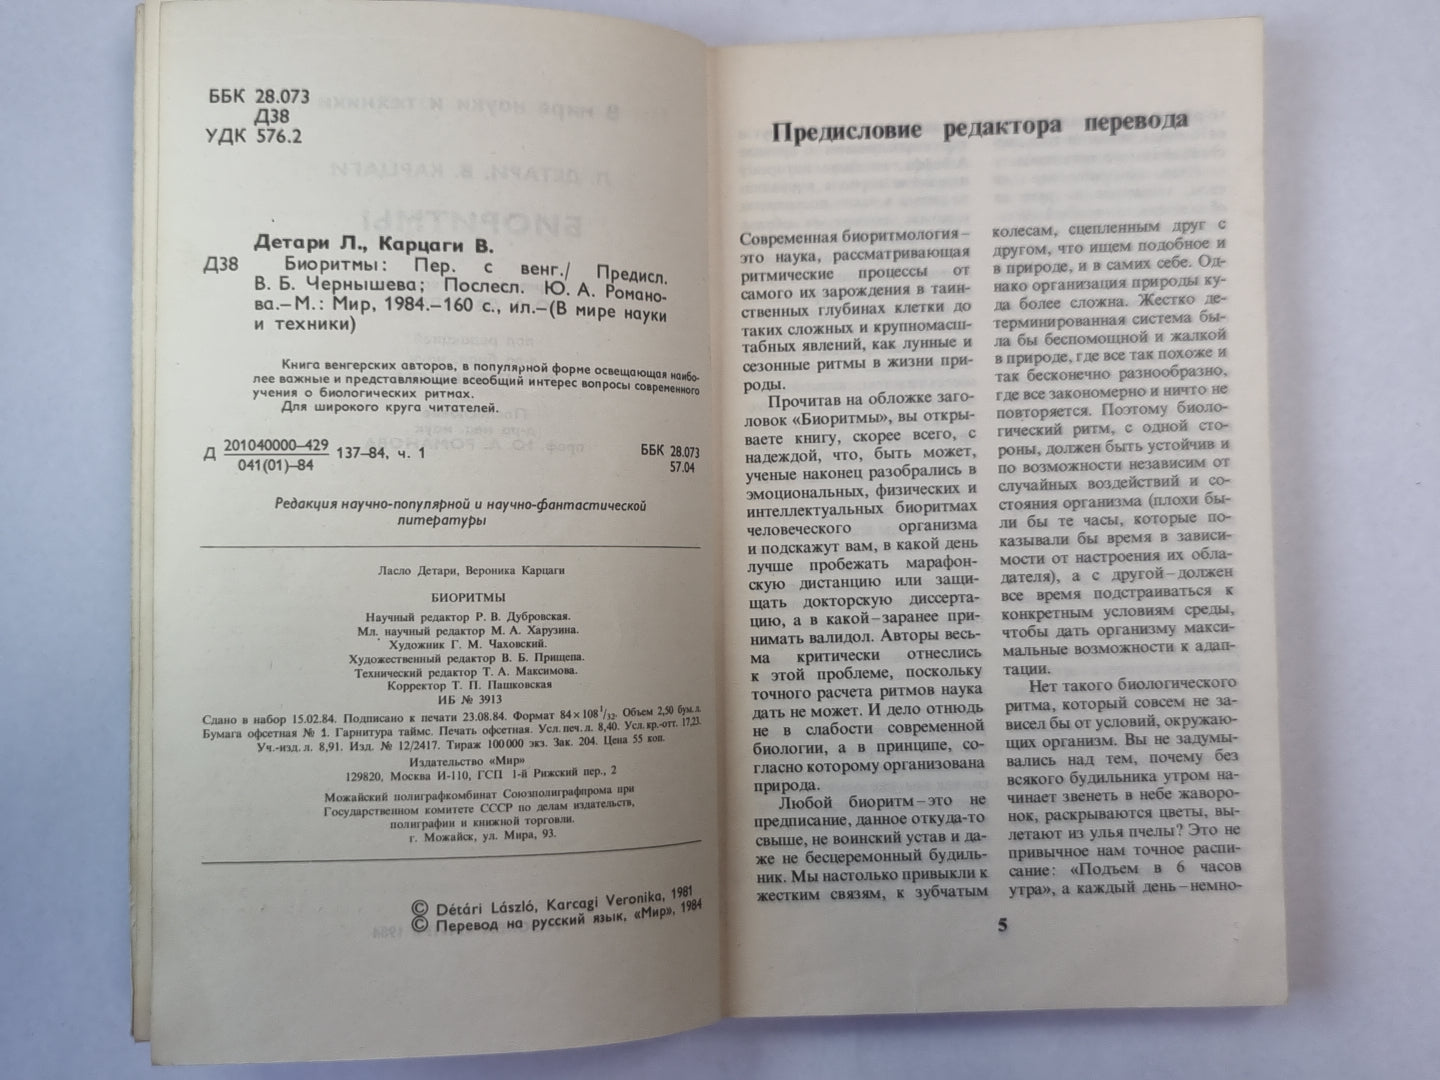 ББК 28.073
Д38
УДК 576.2
Детари Л., Карцаги В.
Д38 Биоритмы: Пер. с венг./ Предисл.
В. Б. Чернышева; Послесл. Ю. А. Романо-
ва.–М.: Мир, 1984.–160 с., ил.–(В мире науки
и техники)
Книга венгерских авторов, в популярной форме освещающая наибо-
лее важные и представляющие всеобщий интерес вопросы современного
учения о биологических ритмах.
Для широкого круга читателей.
Д 201040000–429 / 041(01)–84 137–84, ч. 1
ББК 28.073
57.04
Редакция научно-популярной и научно-фантастической
литературы
Ласло Детари, Вероника Карцаги
БИОРИТМЫ
Научный редактор Р. В. Дубровская.
Мл. научный редактор М. А. Харузина.
Художник Г. М. Чаховский.
Художественный редактор В. Б. Прищепа.
Технический редактор Т. А. Максимова.
Корректор Т. П. Пашковская
ИБ № 3913
Сдано в набор 15.02.84. Подписано к печати 23.08.84. Формат 84×108 1/32. Объем 2,50 бум.л.
Бумага офсетная № 1. Гарнитура таймс. Печать офсетная. Усл.печ.л. 8,40. Усл.кр.-отт. 17,23.
Уч.-изд.л. 8,91. Изд. № 12/2417. Тираж 100 000 экз. Зак. 204. Цена 55 коп.
Издательство «Мир»
129820, Москва И-110, ГСП 1-й Рижский пер., 2
Можайский полиграфкомбинат Союзполиграфпрома при
Государственном комитете СССР по делам издательств,
полиграфии и книжной торговли.
г. Можайск, ул. Мира, 93.
© Détári László, Karcagi Veronika, 1981
© Перевод на русский язык, «Мир», 1984
Предисловие редактора перевода
Современная биоритмология–
это наука, рассматривающая
ритмические процессы от
самого их зарождения в таин-
ственных глубинах клетки до
таких сложных и крупномасш-
табных явлений, как лунные и
сезонные ритмы в жизни при-
роды.
Прочитав на обложке заго-
ловок «Биоритмы», вы откры-
ваете книгу, скорее всего, с
надеждой, что, быть может,
ученые наконец разобрались в
эмоциональных, физических и
интеллектуальных биоритмах
человеческого организма
и подскажут вам, в какой день
лучше пробежать марафон-
скую дистанцию или защи-
щать докторскую диссерта-
цию, а в какой–заранее при-
нимать валидол. Авторы весь-
ма критически отнеслись
к этой проблеме, поскольку
точного расчета ритмов наука
дать не может. И дело отнюдь
не в слабости современной
биологии, а в принципе, со-
гласно которому организована
природа.
Любой биоритм–это не
предписание, данное откуда-то
свыше, не воинский устав и да-
же не бесцеремонный будиль-
ник. Мы настолько привыкли к
жестким связям, к зубчатым
колесам, сцепленным друг с
другом, что ищем подобное и
в природе, и в самих себе. Од-
нако организация природы ку-
да более сложна. Жестко де-
терминированная система бы-
ла бы беспомощной и жалкой
в природе, где все так похоже и
так бесконечно разнообразно,
где все закономерно и ничто не
повторяется. Поэтому биоло-
гический ритм, с одной сто-
роны, должен быть устойчив и
по возможности независим от
случайных воздействий и со-
стояния организма (плохи бы-
ли бы те часы, которые по-
казывали бы время в зависи-
мости от настроения их обла-
дателя), а с другой–должен
все время подстраиваться к
конкретным условиям среды,
чтобы дать организму макси-
мальные возможности к адап-
тации.
Нет такого биологического
ритма, который совсем не за-
висел бы от условий, окружаю-
щих организм. Вы не задумы-
вались над тем, почему без
всякого будильника утром на-
чинает звенеть в небе жаворо-
нок, раскрываются цветы, вы-
летают из улья пчелы? Это не
привычное нам точное распи-
сание: «Подъем в 6 часов
утра», а каждый день–немно-
5